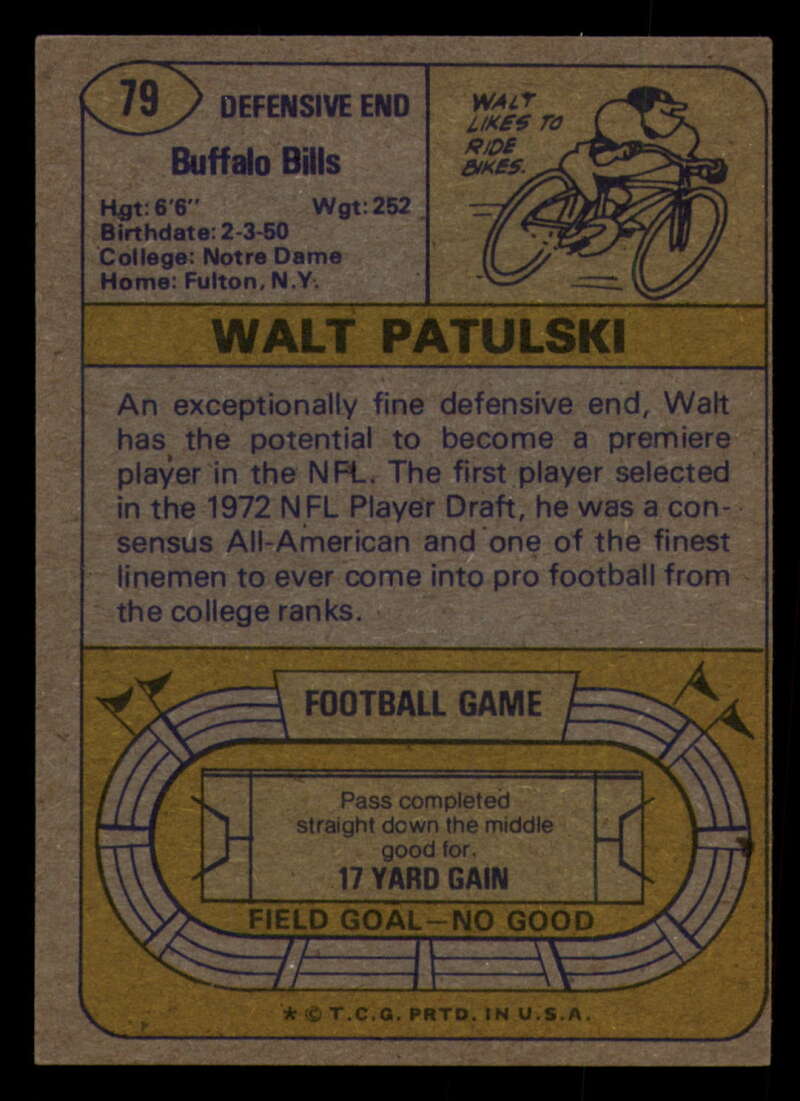 79
DEFENSIVE END
Buffalo Bills
Hgt: 6'6" Wgt: 252
Birthdate: 2-3-50
College: Notre Dame
Home: Fulton, N.Y.
WALT
LIKES TO
RIDE
BIKES.
WALT PATULSKI
An exceptionally fine defensive end, Walt
has the potential to become a premiere
player in the NFL. The first player selected
in the 1972 NFL Player Draft, he was a con-
sensus All-American and one of the finest
linemen to ever come into pro football from
the college ranks.
FOOTBALL GAME
Pass completed
straight down the middle
good for.
17 YARD GAIN
FIELD GOAL—NO GOOD
* © T.C.G. PRTD. IN U.S.A.